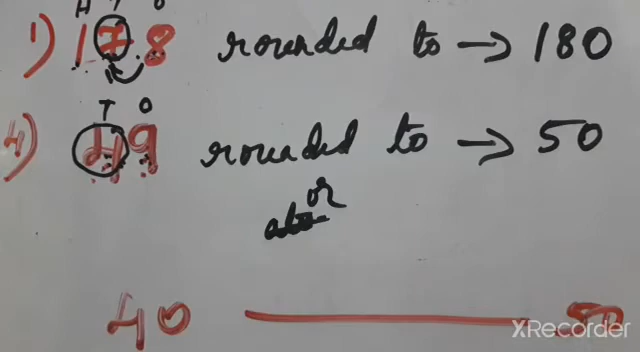 H T O
1) 178 rounded to → 180
T O
4) 49 rounded to → 50
or
40 50
XRecorder